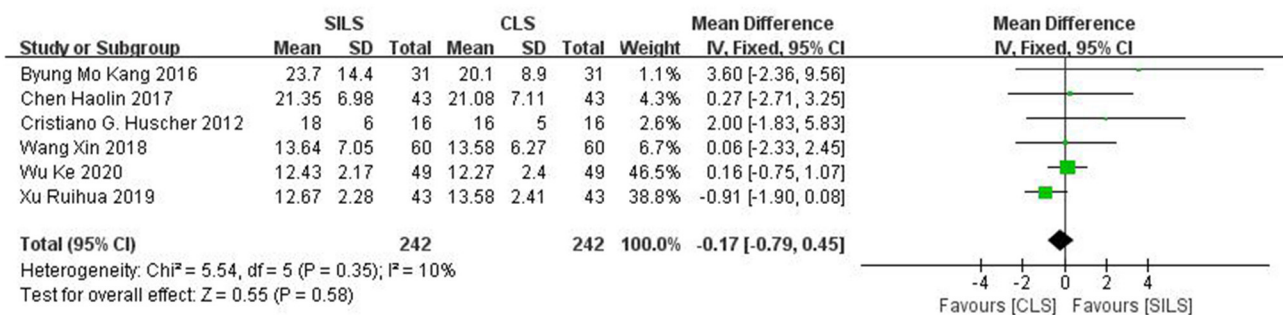 SILS CLS Mean Difference Mean Difference
Study or Subgroup Mean SD Total Mean SD Total Weight IV, Fixed, 95% CI IV, Fixed, 95% CI
Byung Mo Kang 2016 23.7 14.4 31 20.1 8.9 31 1.1% 3.60 [-2.36, 9.56]
Chen Haolin 2017 21.35 6.98 43 21.08 7.11 43 4.3% 0.27 [-2.71, 3.25]
Cristiano G. Huscher 2012 18 6 16 16 5 16 2.6% 2.00 [-1.83, 5.83]
Wang Xin 2018 13.64 7.05 60 13.58 6.27 60 6.7% 0.06 [-2.33, 2.45]
Wu Ke 2020 12.43 2.17 49 12.27 2.4 49 46.5% 0.16 [-0.75, 1.07]
Xu Ruihua 2019 12.67 2.28 43 13.58 2.41 43 38.8% -0.91 [-1.90, 0.08]
Total (95% CI) 242 242 100.0% -0.17 [-0.79, 0.45]
Heterogeneity: Chi² = 5.54, df = 5 (P = 0.35); I² = 10%
Test for overall effect: Z = 0.55 (P = 0.58)
-4 -2 0 2 4
Favours [CLS] Favours [SILS]